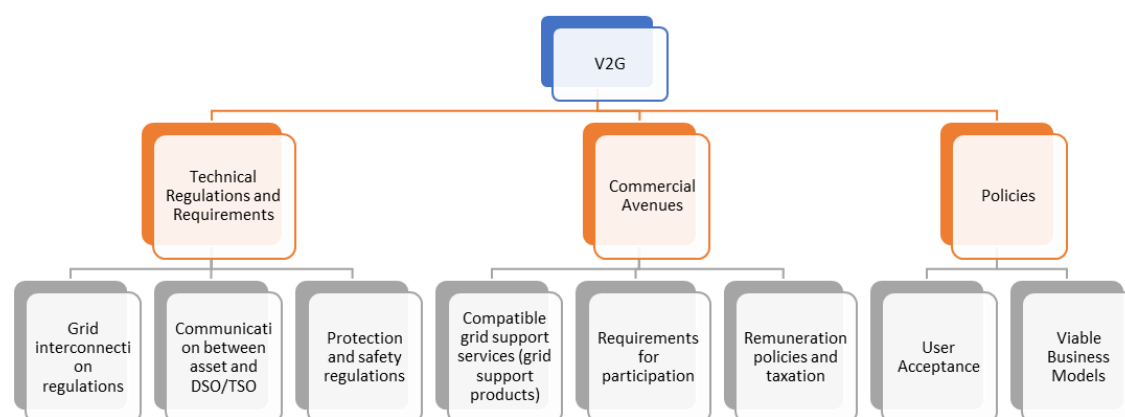 V2G
Technical
Regulations and
Requirements
Commercial
Avenues
Policies
Grid
interconnecti
on regulations
Communicati
on between
asset and
DSO/TSO
Protection
and safety
regulations
Compatible
grid support
services (grid
support
products)
Requirements
for
participation
Remuneration
policies and
taxation
User
Acceptance
Viable
Business
Models